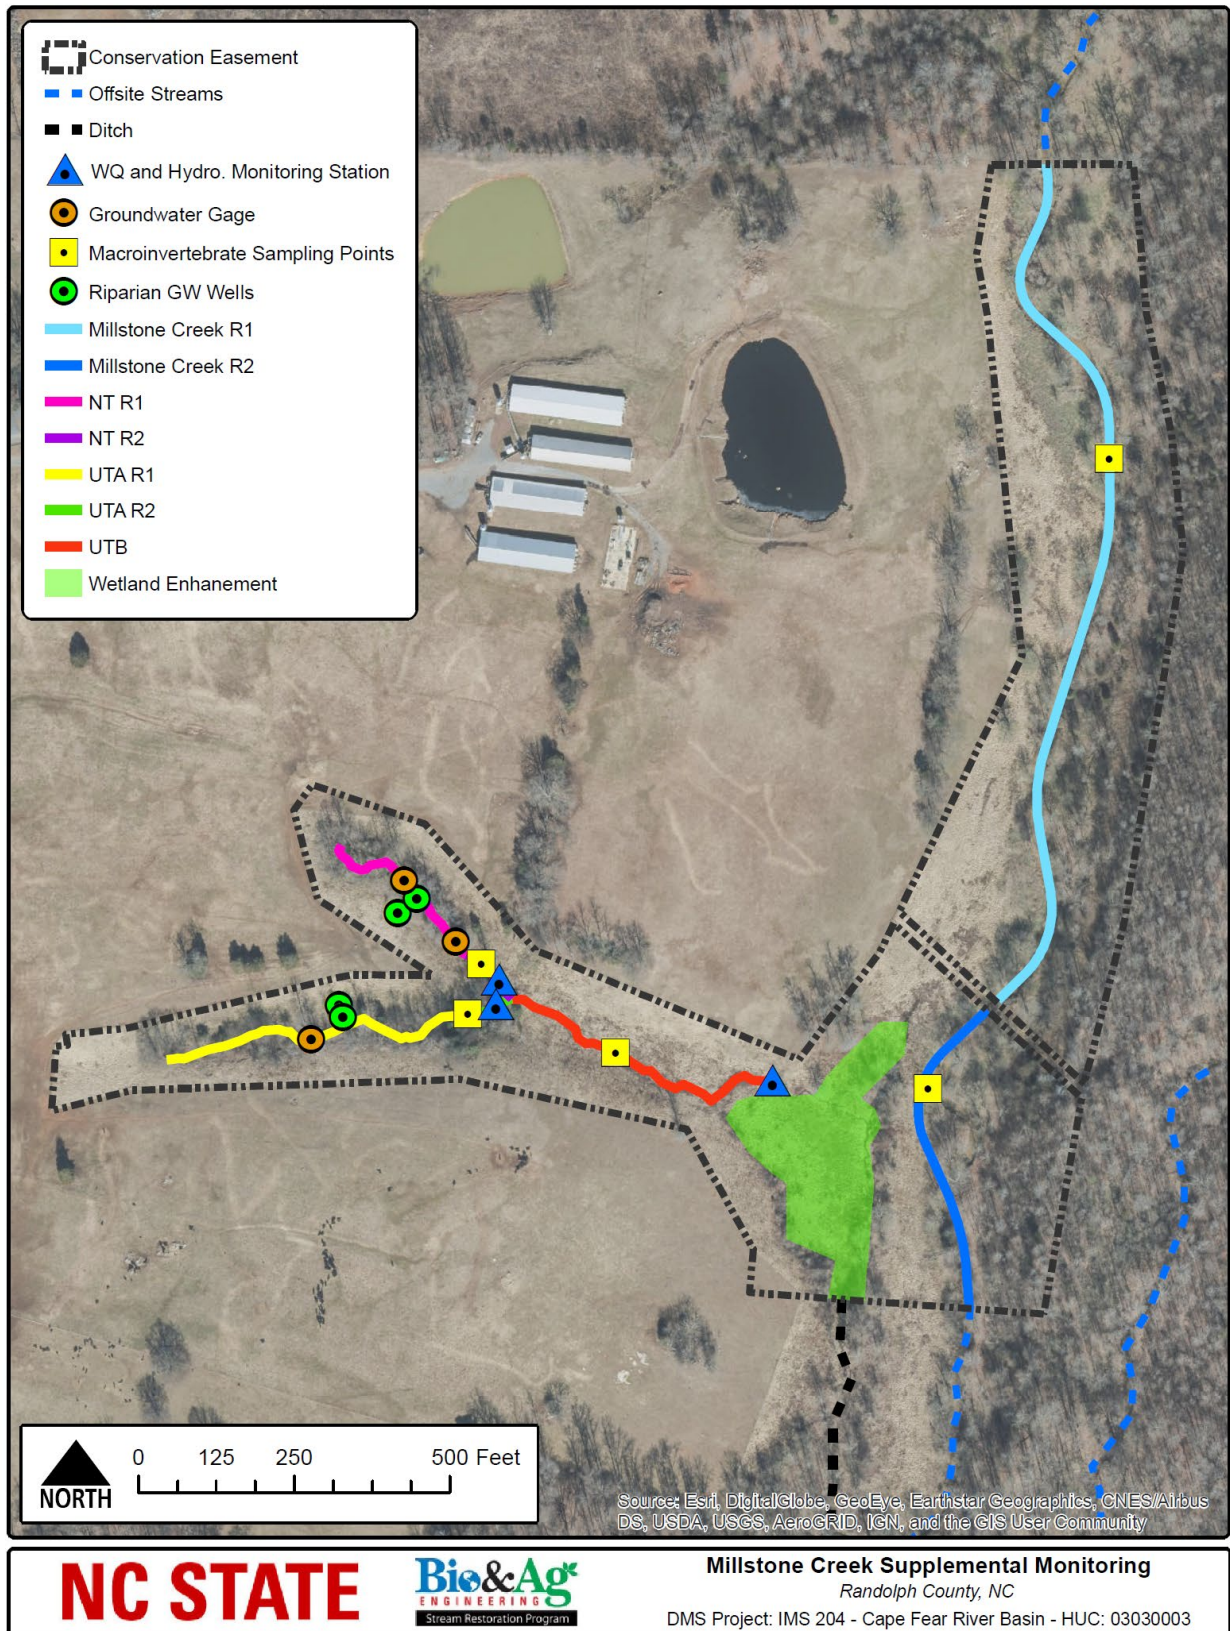 Conservation Easement
Offsite Streams
Ditch
WQ and Hydro. Monitoring Station
Groundwater Gage
Macroinvertebrate Sampling Points
Riparian GW Wells
Millstone Creek R1
Millstone Creek R2
NT R1
NT R2
UTA R1
UTA R2
UTB
Wetland Enhanement
NORTH
0 125 250 500 Feet
Source: Esri, DigitalGlobe, GeoEye, Earthstar Geographics, CNES/Airbus
DS, USDA, USGS, AeroGRID, IGN, and the GIS User Community
NC STATE
Bio&Ag
ENGINEERING
Stream Restoration Program
Millstone Creek Supplemental Monitoring
Randolph County, NC
DMS Project: IMS 204 - Cape Fear River Basin - HUC: 03030003